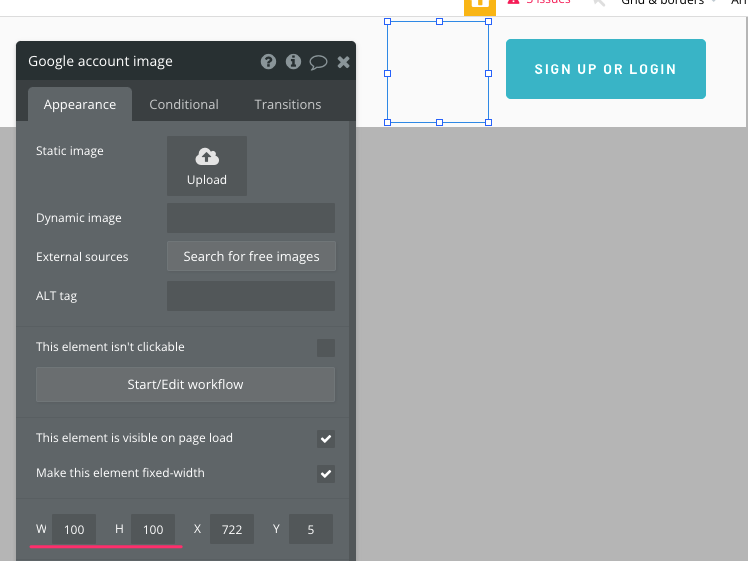 5 issues
Grid & borders
Google account image
Appearance
Conditional
Transitions
SIGN UP OR LOGIN
Static image
Upload
Dynamic image
External sources
Search for free images
ALT tag
This element isn't clickable
Start/Edit workflow
This element is visible on page load
Make this element fixed-width
W 100 H 100 X 722 Y 5